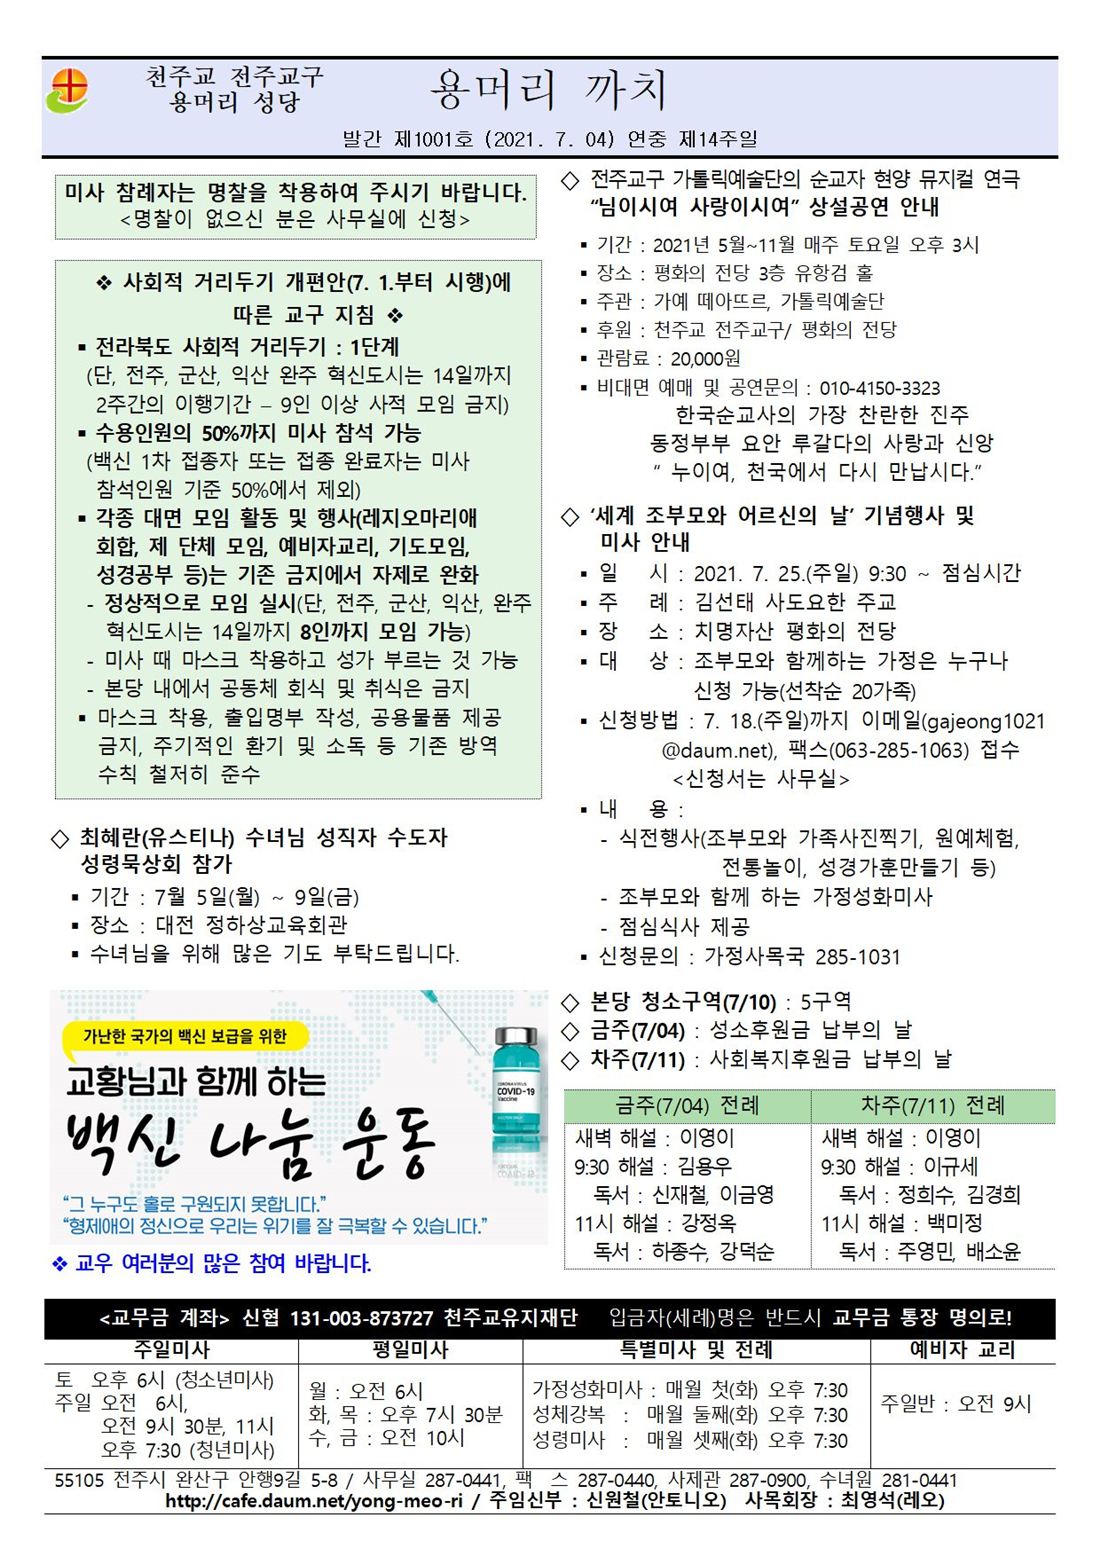 천주교 전주교구
용머리 성당
용머리 까치
발간 제1001호 (2021. 7. 04) 연중 제14주일
미사 참례자는 명찰을 착용하여 주시기 바랍니다.
<명찰이 없으신 분은 사무실에 신청>
❖ 사회적 거리두기 개편안(7. 1.부터 시행)에
따른 교구 지침 ❖
▪ 전라북도 사회적 거리두기 : 1단계
(단, 전주, 군산, 익산 완주 혁신도시는 14일까지
2주간의 이행기간 – 9인 이상 사적 모임 금지)
▪ 수용인원의 50%까지 미사 참석 가능
(백신 1차 접종자 또는 접종 완료자는 미사
참석인원 기준 50%에서 제외)
▪ 각종 대면 모임 활동 및 행사(레지오마리애
회합, 제 단체 모임, 예비자교리, 기도모임,
성경공부 등)는 기존 금지에서 자제로 완화
- 정상적으로 모임 실시(단, 전주, 군산, 익산, 완주
혁신도시는 14일까지 8인까지 모임 가능)
- 미사 때 마스크 착용하고 성가 부르는 것 가능
- 본당 내에서 공동체 회식 및 취식은 금지
▪ 마스크 착용, 출입명부 작성, 공용물품 제공
금지, 주기적인 환기 및 소독 등 기존 방역
수칙 철저히 준수
◇ 최혜란(유스티나) 수녀님 성직자 수도자
성령묵상회 참가
▪ 기간 : 7월 5일(월) ~ 9일(금)
▪ 장소 : 대전 정하상교육회관
▪ 수녀님을 위해 많은 기도 부탁드립니다.
가난한 국가의 백신 보급을 위한
교황님과 함께 하는
백신 나눔 운동
“그 누구도 홀로 구원되지 못합니다.”
“형제애의 정신으로 우리는 위기를 잘 극복할 수 있습니다.”
CORONAVIRUS
COVID-19
Vaccine
❖ 교우 여러분의 많은 참여 바랍니다.
◇ 전주교구 가톨릭예술단의 순교자 현양 뮤지컬 연극
“님이시여 사랑이시여” 상설공연 안내
▪ 기간 : 2021년 5월~11월 매주 토요일 오후 3시
▪ 장소 : 평화의 전당 3층 유항검 홀
▪ 주관 : 가예 떼아뜨르, 가톨릭예술단
▪ 후원 : 천주교 전주교구/ 평화의 전당
▪ 관람료 : 20,000원
▪ 비대면 예매 및 공연문의 : 010-4150-3323
한국순교사의 가장 찬란한 진주
동정부부 요안 루갈다의 사랑과 신앙
“ 누이여, 천국에서 다시 만납시다.”
◇ ‘세계 조부모와 어르신의 날’ 기념행사 및
미사 안내
▪ 일 시 : 2021. 7. 25.(주일) 9:30 ~ 점심시간
▪ 주 례 : 김선태 사도요한 주교
▪ 장 소 : 치명자산 평화의 전당
▪ 대 상 : 조부모와 함께하는 가정은 누구나
신청 가능(선착순 20가족)
▪ 신청방법 : 7. 18.(주일)까지 이메일(gajeong1021
@daum.net), 팩스(063-285-1063) 접수
<신청서는 사무실>
▪ 내 용 :
- 식전행사(조부모와 가족사진찍기, 원예체험,
전통놀이, 성경가훈만들기 등)
- 조부모와 함께 하는 가정성화미사
- 점심식사 제공
▪ 신청문의 : 가정사목국 285-1031
◇ 본당 청소구역(7/10) : 5구역
◇ 금주(7/04) : 성소후원금 납부의 날
◇ 차주(7/11) : 사회복지후원금 납부의 날
금주(7/04) 전례
새벽 해설 : 이영이
9:30 해설 : 김용우
독서 : 신재철, 이금영
11시 해설 : 강정옥
독서 : 하종수, 강덕순
차주(7/11) 전례
새벽 해설 : 이영이
9:30 해설 : 이규세
독서 : 정희수, 김경희
11시 해설 : 백미정
독서 : 주영민, 배소윤
<교무금 계좌> 신협 131-003-873727 천주교유지재단 입금자(세례)명은 반드시 교무금 통장 명의로!
주일미사
토 오후 6시 (청소년미사)
주일 오전 6시,
오전 9시 30분, 11시
오후 7:30 (청년미사)
평일미사
월 : 오전 6시
화, 목 : 오후 7시 30분
수, 금 : 오전 10시
특별미사 및 전례
가정성화미사 : 매월 첫(화) 오후 7:30
성체강복 : 매월 둘째(화) 오후 7:30
성령미사 : 매월 셋째(화) 오후 7:30
예비자 교리
주일반 : 오전 9시
55105 전주시 완산구 안행9길 5-8 / 사무실 287-0441, 팩 스 287-0440, 사제관 287-0900, 수녀원 281-0441
http://cafe.daum.net/yong-meo-ri / 주임신부 : 신원철(안토니오) 사목회장 : 최영석(레오)